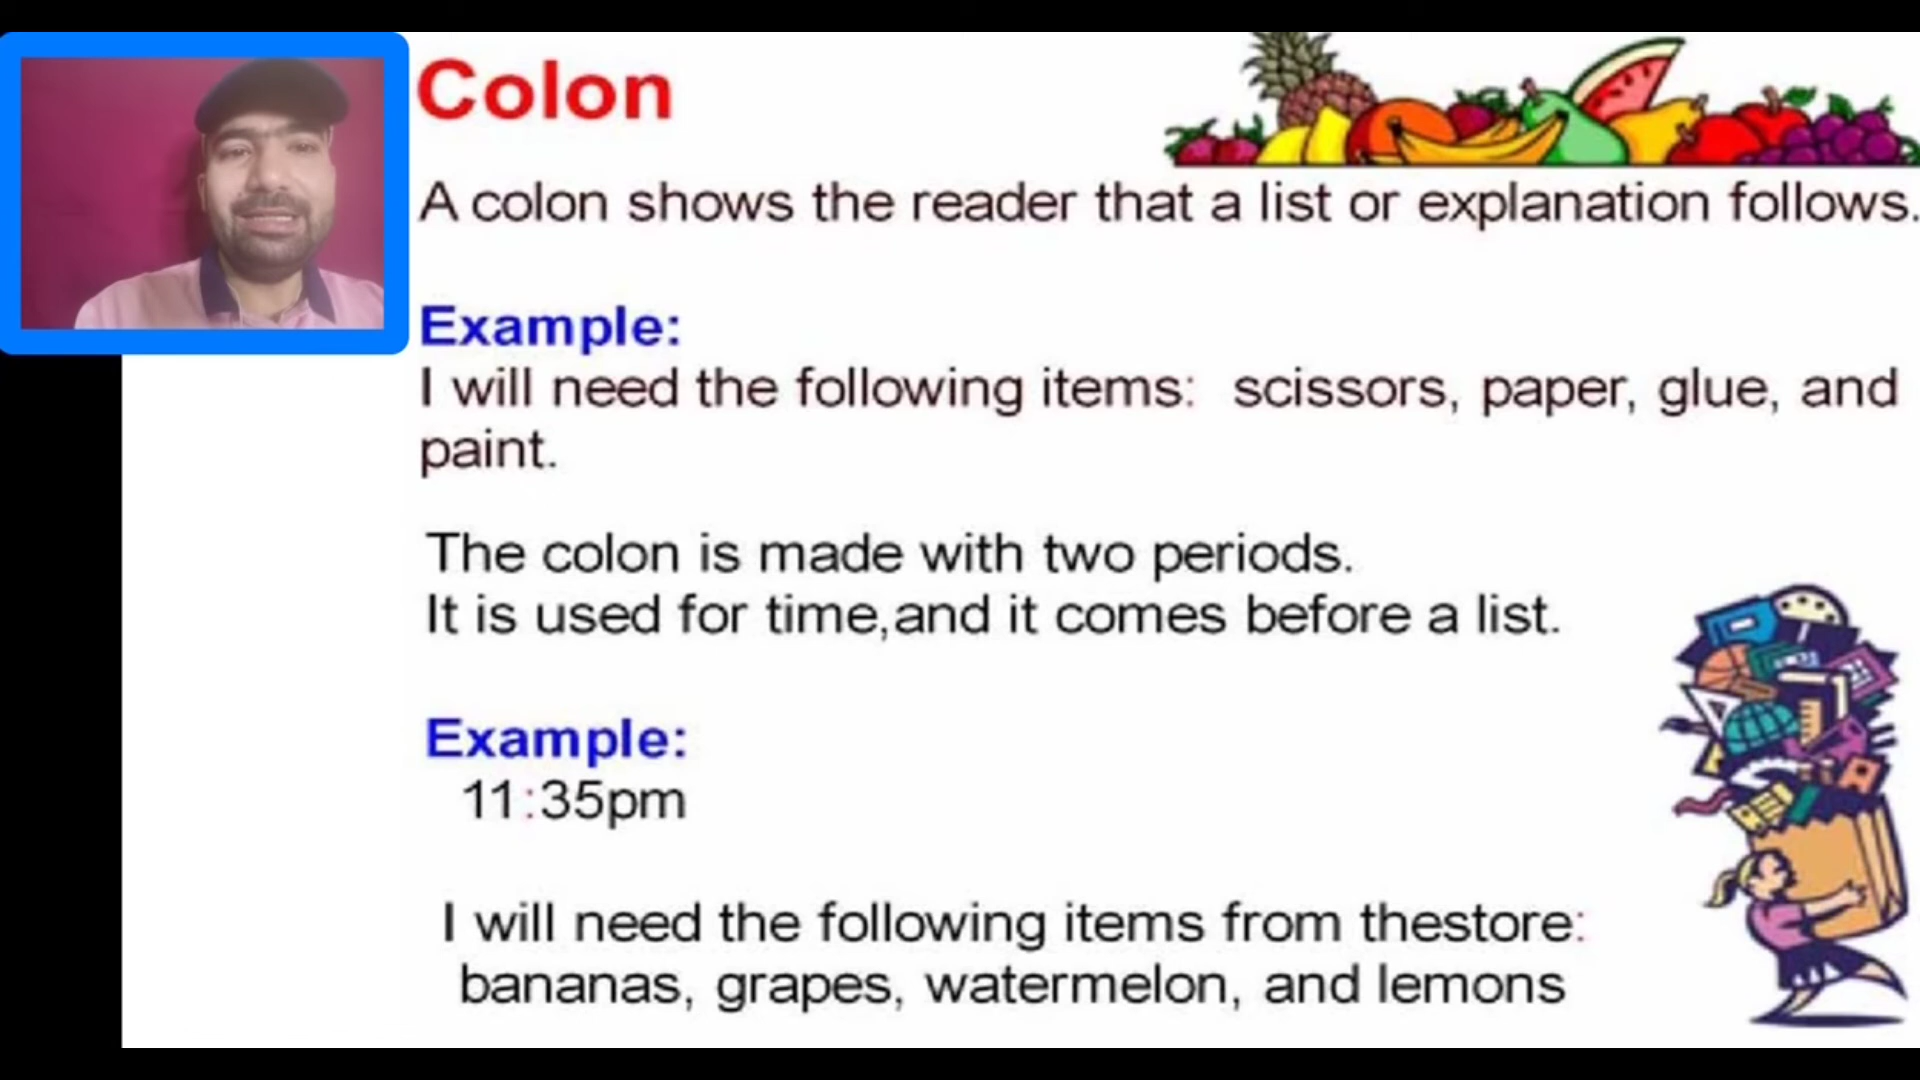 Colon
A colon shows the reader that a list or explanation follows.
Example:
I will need the following items: scissors, paper, glue, and
paint.
The colon is made with two periods.
It is used for time,and it comes before a list.
Example:
11:35pm
I will need the following items from thestore:
bananas, grapes, watermelon, and lemons